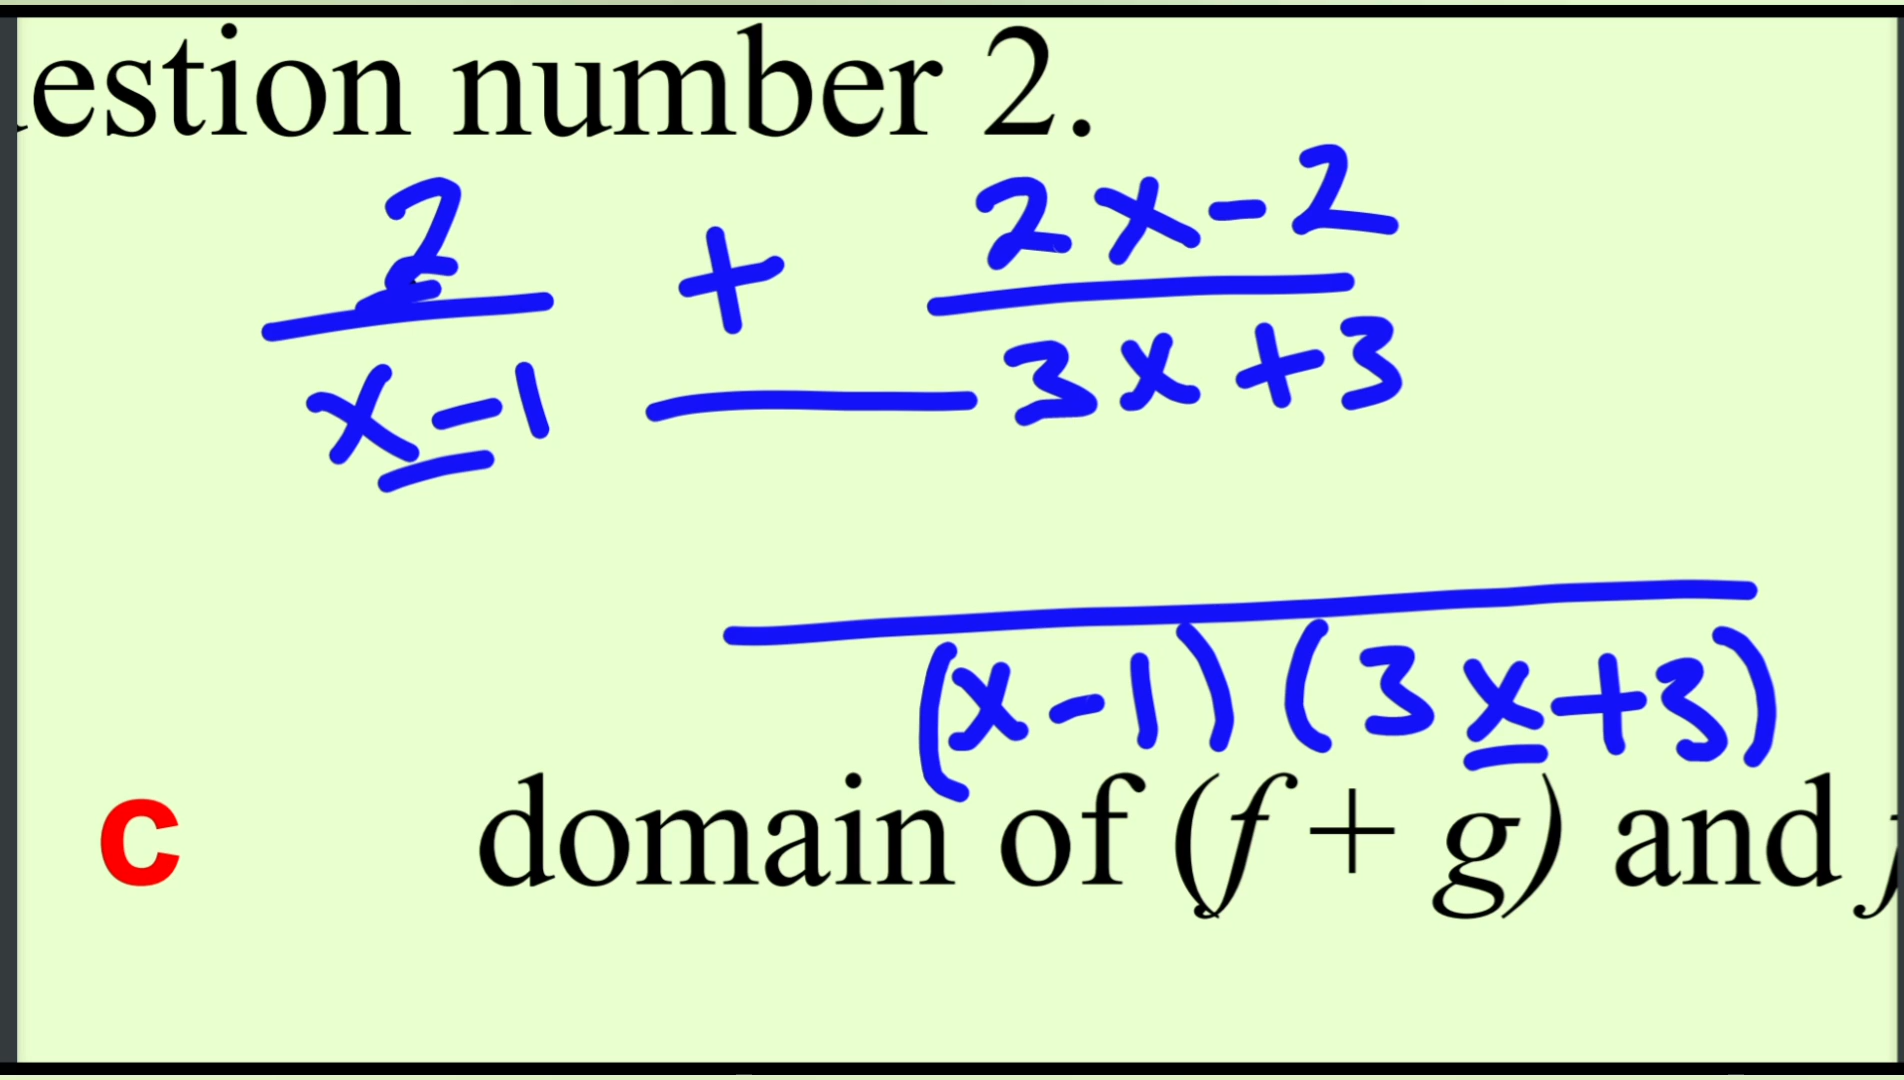 estion number 2.
2 + 2x-2
x-1 3x+3
(x-1)(3x+3)
c domain of (f + g) and